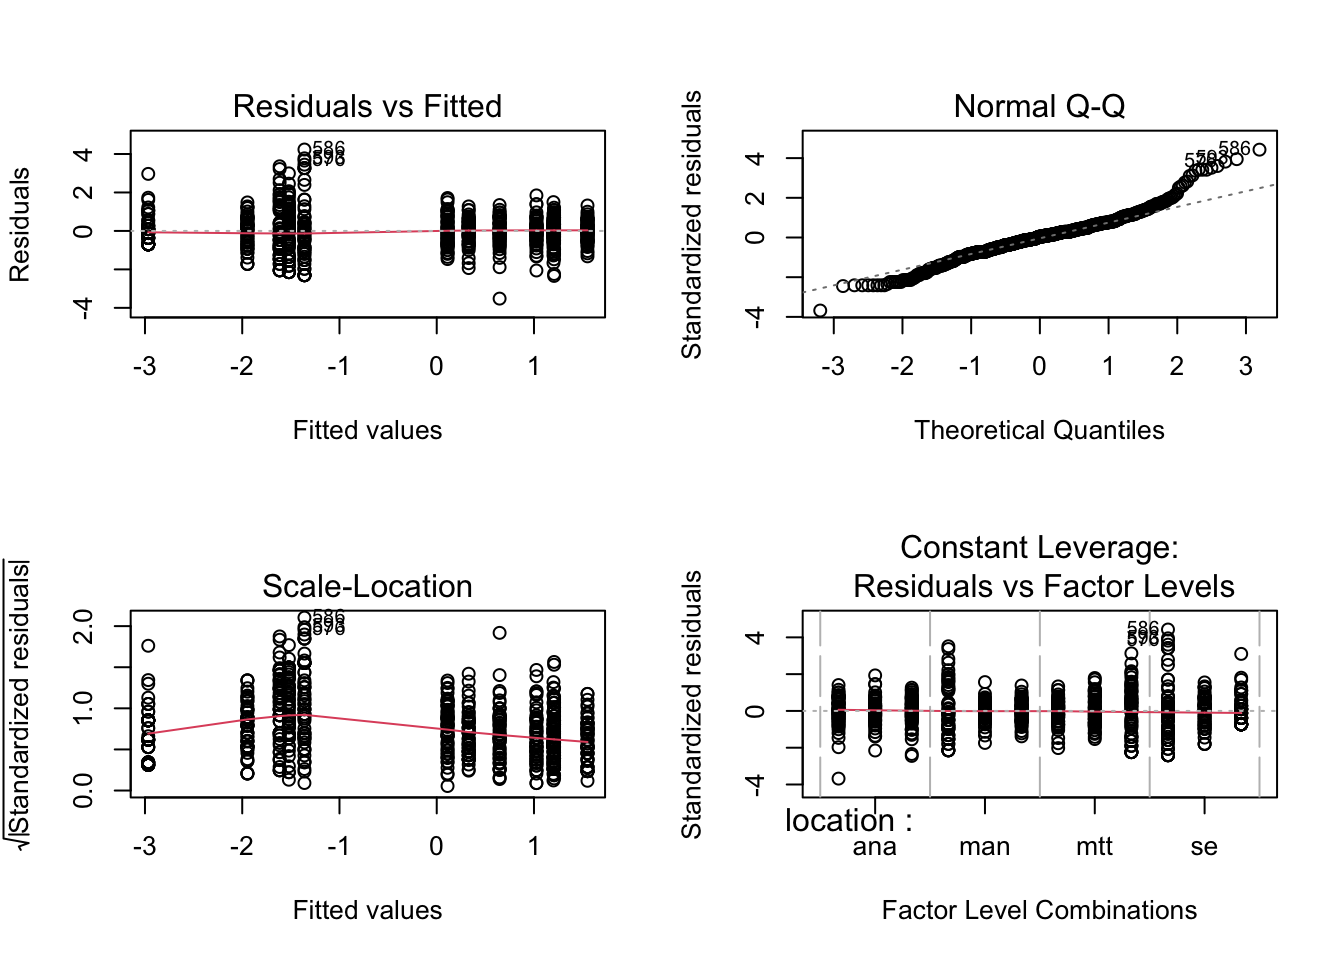 Residuals vs Fitted
Residuals
4
2
0
-4
586
-3
-2
-1
0
1
Fitted values
Normal Q-Q
Standardized residuals
4
2
0
-4
586
-3
-2
-1
0
1
2
3
Theoretical Quantiles
Scale-Location
√|Standardized residuals|
2.0
1.0
0.0
586
-3
-2
-1
0
1
Fitted values
Constant Leverage:
Residuals vs Factor Levels
Standardized residuals
4
2
0
-4
586
location :
ana
man
mtt
se
Factor Level Combinations